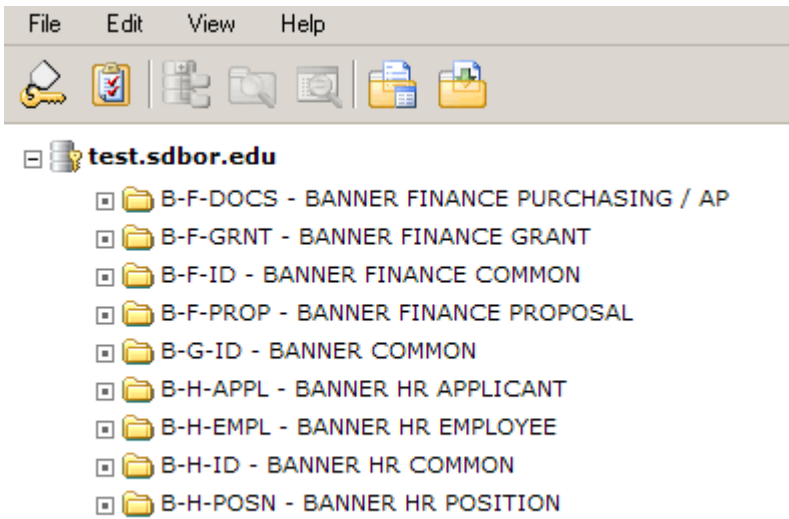 File Edit View Help
test.sdbor.edu
B-F-DOCS - BANNER FINANCE PURCHASING / AP
B-F-GRNT - BANNER FINANCE GRANT
B-F-ID - BANNER FINANCE COMMON
B-F-PROP - BANNER FINANCE PROPOSAL
B-G-ID - BANNER COMMON
B-H-APPL - BANNER HR APPLICANT
B-H-EMPL - BANNER HR EMPLOYEE
B-H-ID - BANNER HR COMMON
B-H-POSN - BANNER HR POSITION